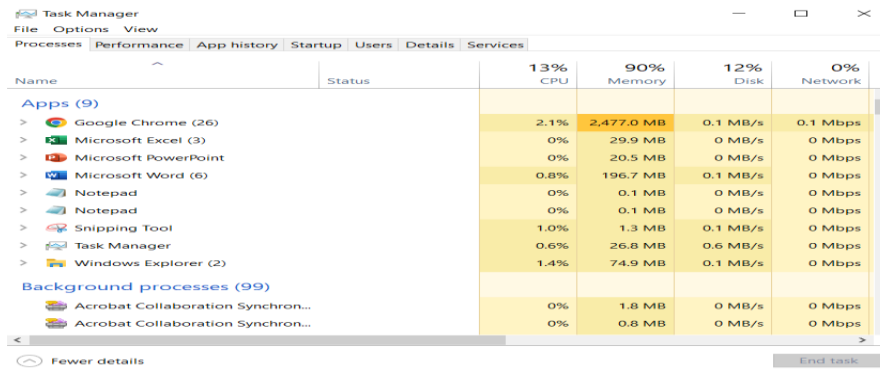 Task Manager
File Options View
Processes Performance App history Startup Users Details Services
13% 90% 12% 0%
Name Status CPU Memory Disk Network
Apps (9)
Google Chrome (26) 2.1% 2,477.0 MB 0.1 MB/s 0.1 Mbps
Microsoft Excel (3) 0% 29.9 MB 0 MB/s 0 Mbps
Microsoft PowerPoint 0% 20.5 MB 0 MB/s 0 Mbps
Microsoft Word (6) 0.8% 196.7 MB 0.1 MB/s 0 Mbps
Notepad 0% 0.1 MB 0 MB/s 0 Mbps
Notepad 0% 0.1 MB 0 MB/s 0 Mbps
Snipping Tool 1.0% 1.3 MB 0.1 MB/s 0 Mbps
Task Manager 0.6% 26.8 MB 0.6 MB/s 0 Mbps
Windows Explorer (2) 1.4% 74.9 MB 0.1 MB/s 0 Mbps
Background processes (99)
Acrobat Collaboration Synchron... 0% 1.8 MB 0 MB/s 0 Mbps
Acrobat Collaboration Synchron... 0% 0.8 MB 0 MB/s 0 Mbps
Fewer details End task